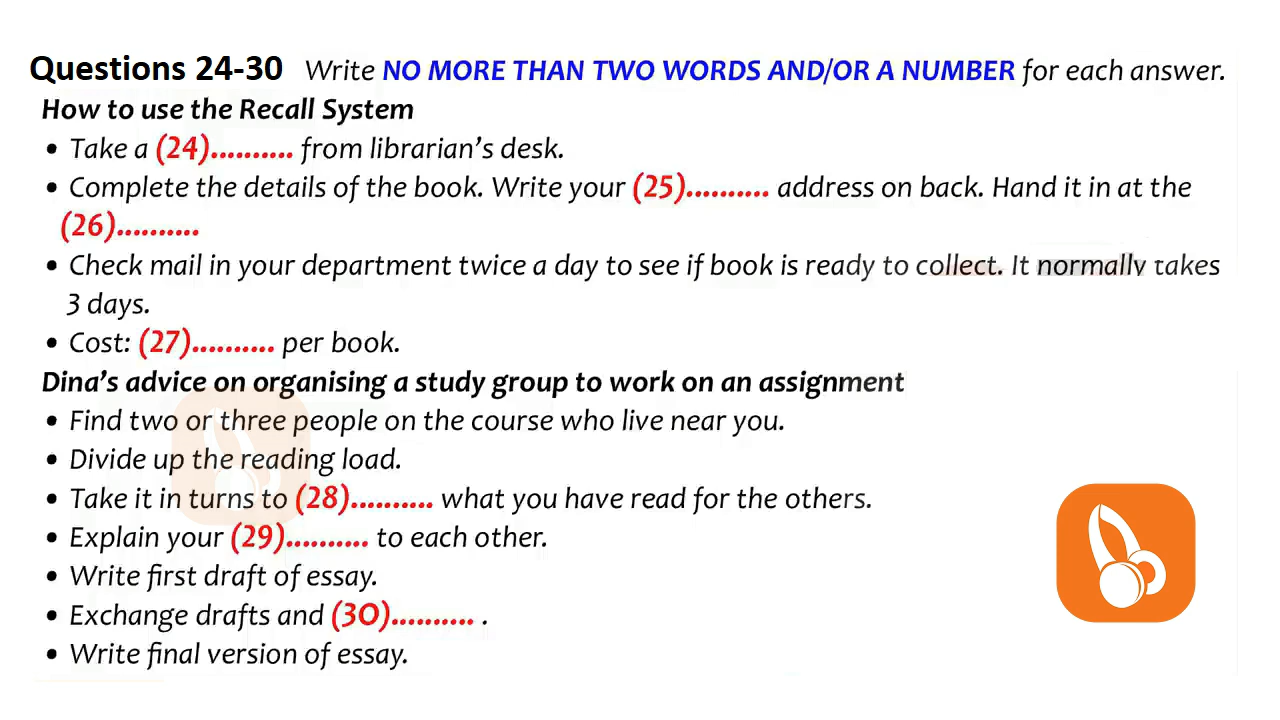 Questions 24-30 Write NO MORE THAN TWO WORDS AND/OR A NUMBER for each answer.
How to use the Recall System
• Take a (24).......... from librarian's desk.
• Complete the details of the book. Write your (25).......... address on back. Hand it in at the
(26)..........
• Check mail in your department twice a day to see if book is ready to collect. It normally takes
3 days.
• Cost: (27).......... per book.
Dina's advice on organising a study group to work on an assignment
• Find two or three people on the course who live near you.
• Divide up the reading load.
• Take it in turns to (28).......... what you have read for the others.
• Explain your (29).......... to each other.
• Write first draft of essay.
• Exchange drafts and (30).......... .
• Write final version of essay.